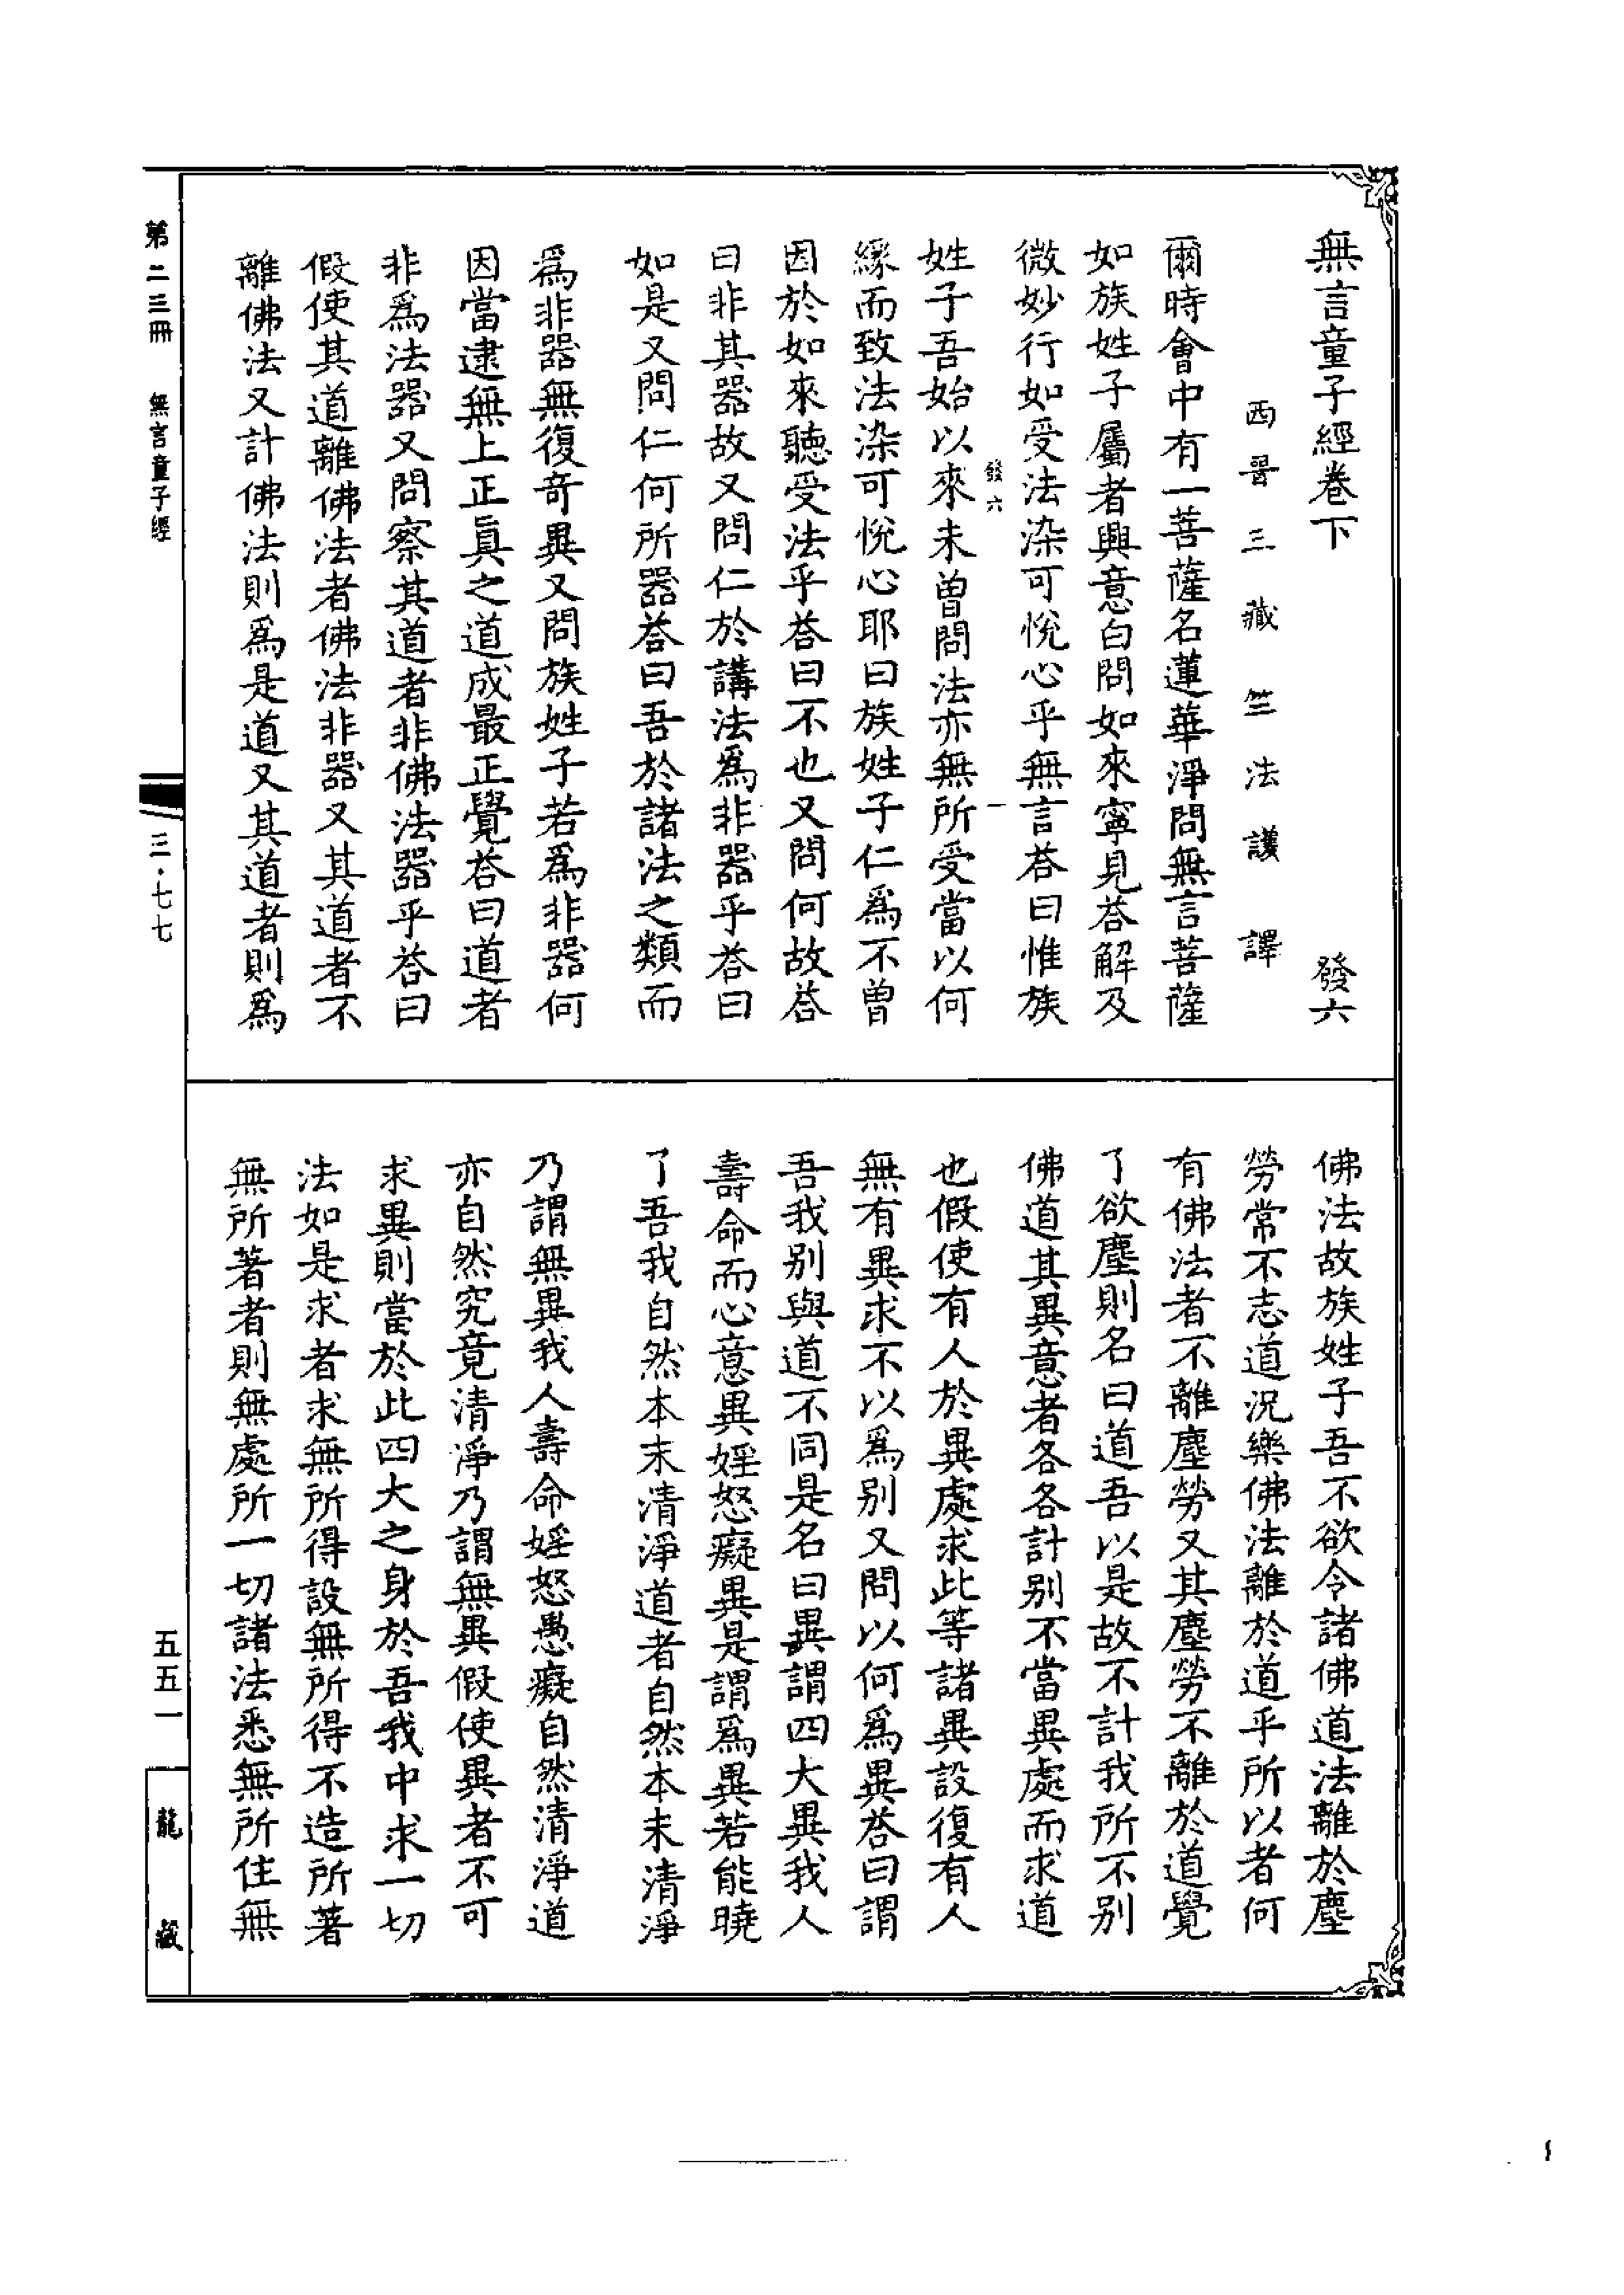 無言童子經卷下　發六
西晉三藏竺法護譯
爾時會中有一菩薩名蓮華淨問無言菩薩
如族姓子屬者興意白問如來寧見荅解及
微妙行如受法染可悅心乎無言荅曰惟族
發六 一
姓子吾始以來未曾問法亦無所受當以何
緣而致法染可悅心耶曰族姓子仁爲不曾
因於如來聽受法乎荅曰不也又問何故荅
曰非其器故又問仁於講法爲非器乎荅曰
如是又問仁何所器荅曰吾於諸法之類而
爲非器無復奇異又問族姓子若爲非器何
因當逮無上正真之道成最正覺荅曰道者
非爲法器又問察其道者非佛法器乎荅曰
假使其道離佛法者佛法非器又其道者不
離佛法又計佛法則爲是道又其道者則爲
佛法故族姓子吾不欲令諸佛道法離於塵
勞常不志道況樂佛法離於道乎所以者何
有佛法者不離塵勞又其塵勞不離於道覺
了欲塵則名曰道吾以是故不計我所不别
佛道其異意者各各計别不當異處而求道
也假使有人於異處求此等諸異設復有人
無有異求不以爲别又問以何爲異荅曰謂
吾我别與道不同是名曰異謂四大異我人
壽命而心意異婬怒癡異是謂爲異若能曉
了吾我自然本末清淨道者自然本末清淨
乃謂無異我人壽命婬怒愚癡自然清淨道
亦自然究竟清淨乃謂無異假使異者不可
求異則當於此四大之身於吾我中求一切
法如是求者求無所得設無所得不造所著
無所著者則無處所一切諸法悉無所住無
第二三冊　無言童子經　三·七七　五五一　龍藏